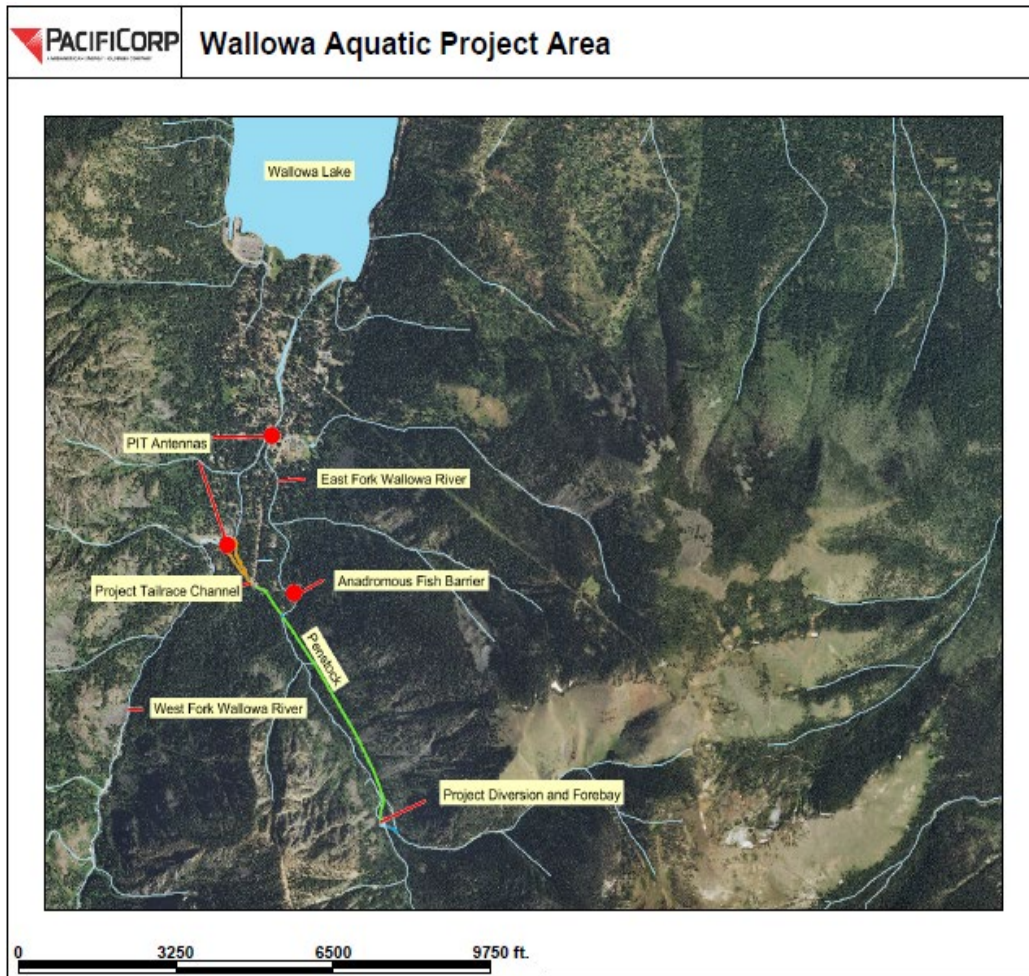 PACIFICORP
Wallowa Aquatic Project Area
Wallowa Lake
PIT Antennas
East Fork Wallowa River
Project Tailrace Channel
Anadromous Fish Barrier
Penstock
West Fork Wallowa River
Project Diversion and Forebay
0 3250 6500 9750 ft.